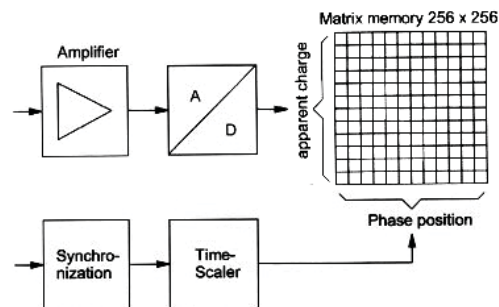 Matrix memory 256 x 256
Amplifier
A
D
apparent charge
Phase position
Synchro-
nization
Time-
Scaler